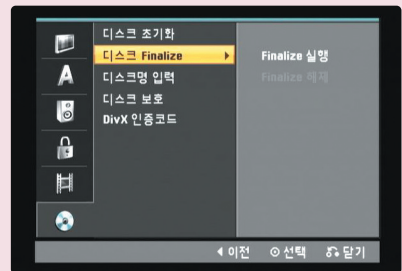 디스크 초기화
디스크 Finalize
디스크명 입력
디스크 보호
DivX 인증코드
Finalize 실행
Finalize 해제
A
이전 선택 닫기